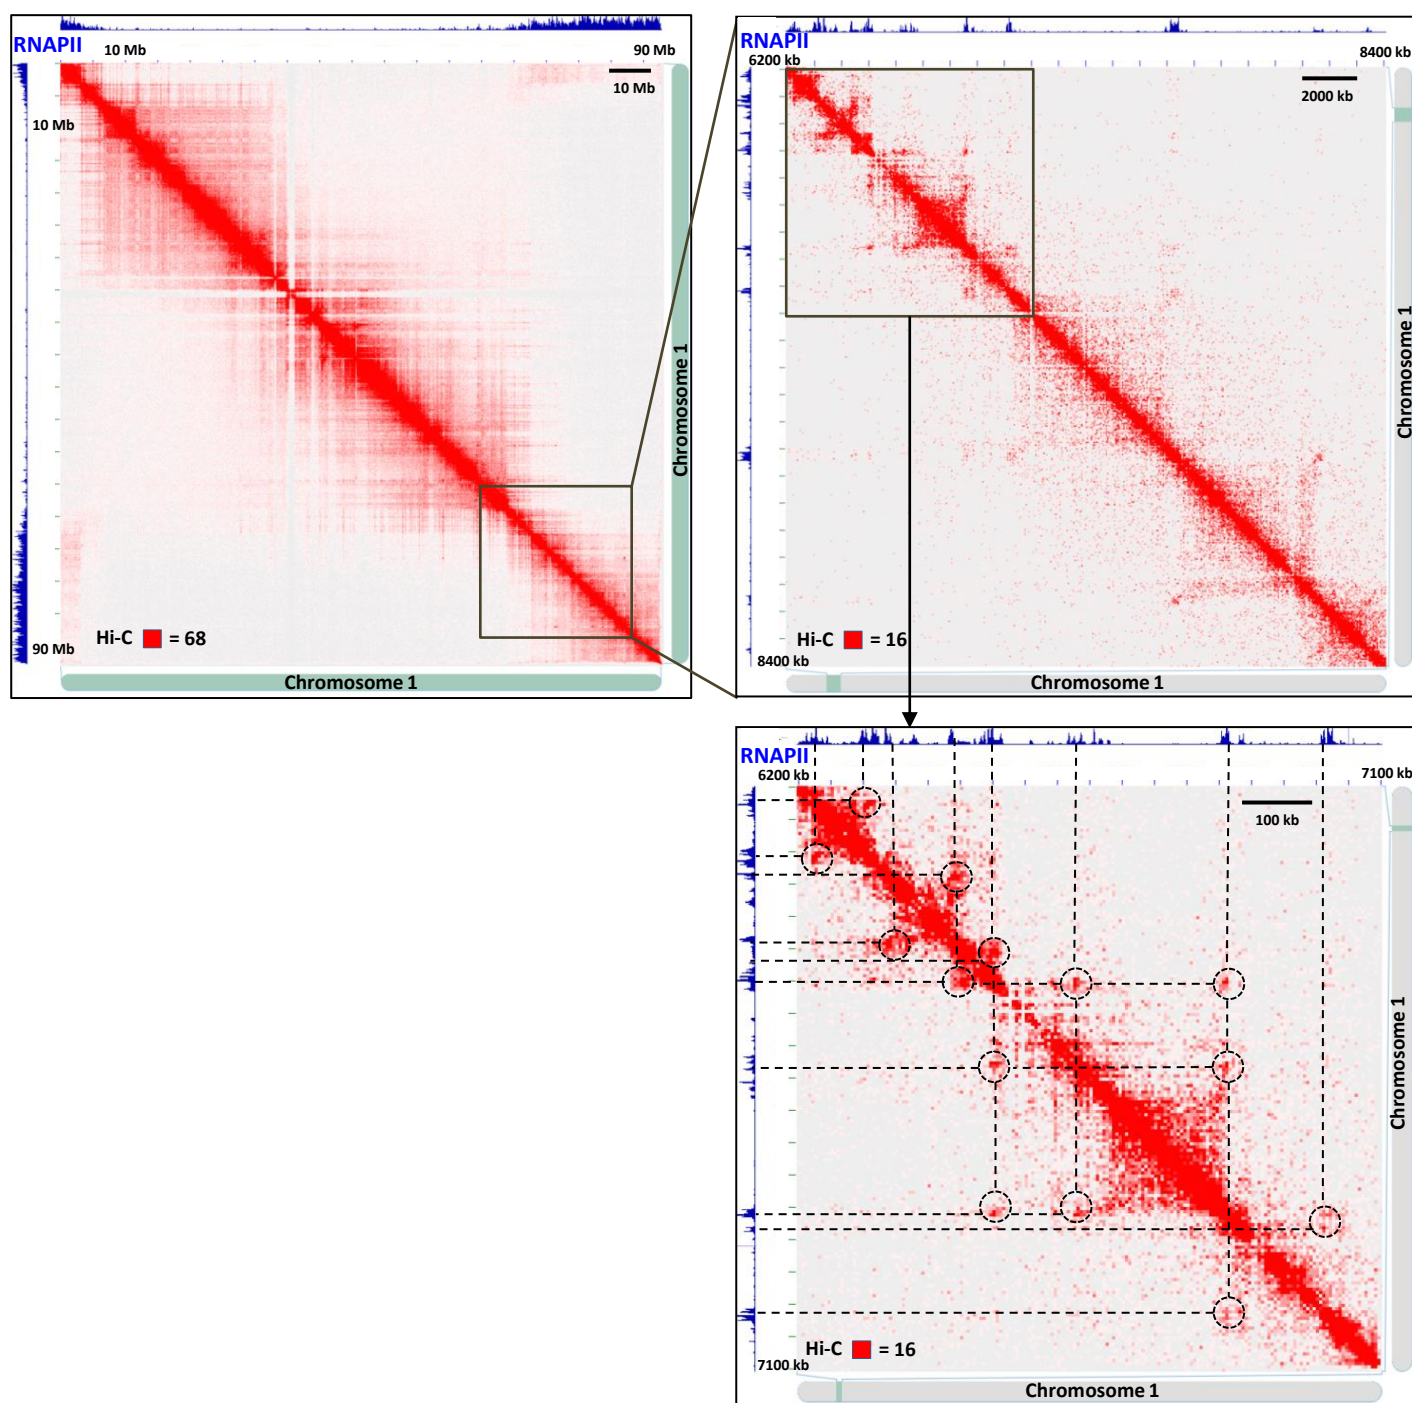 RNAPII
10 Mb
90 Mb
10 Mb
10 Mb
Chromosome 1
90 Mb
Hi-C = 68
Chromosome 1
RNAPII
6200 kb
8400 kb
2000 kb
Chromosome 1
Hi-C = 16
8400 kb
Chromosome 1
RNAPII
6200 kb
7100 kb
100 kb
Chromosome 1
Hi-C = 16
7100 kb
Chromosome 1